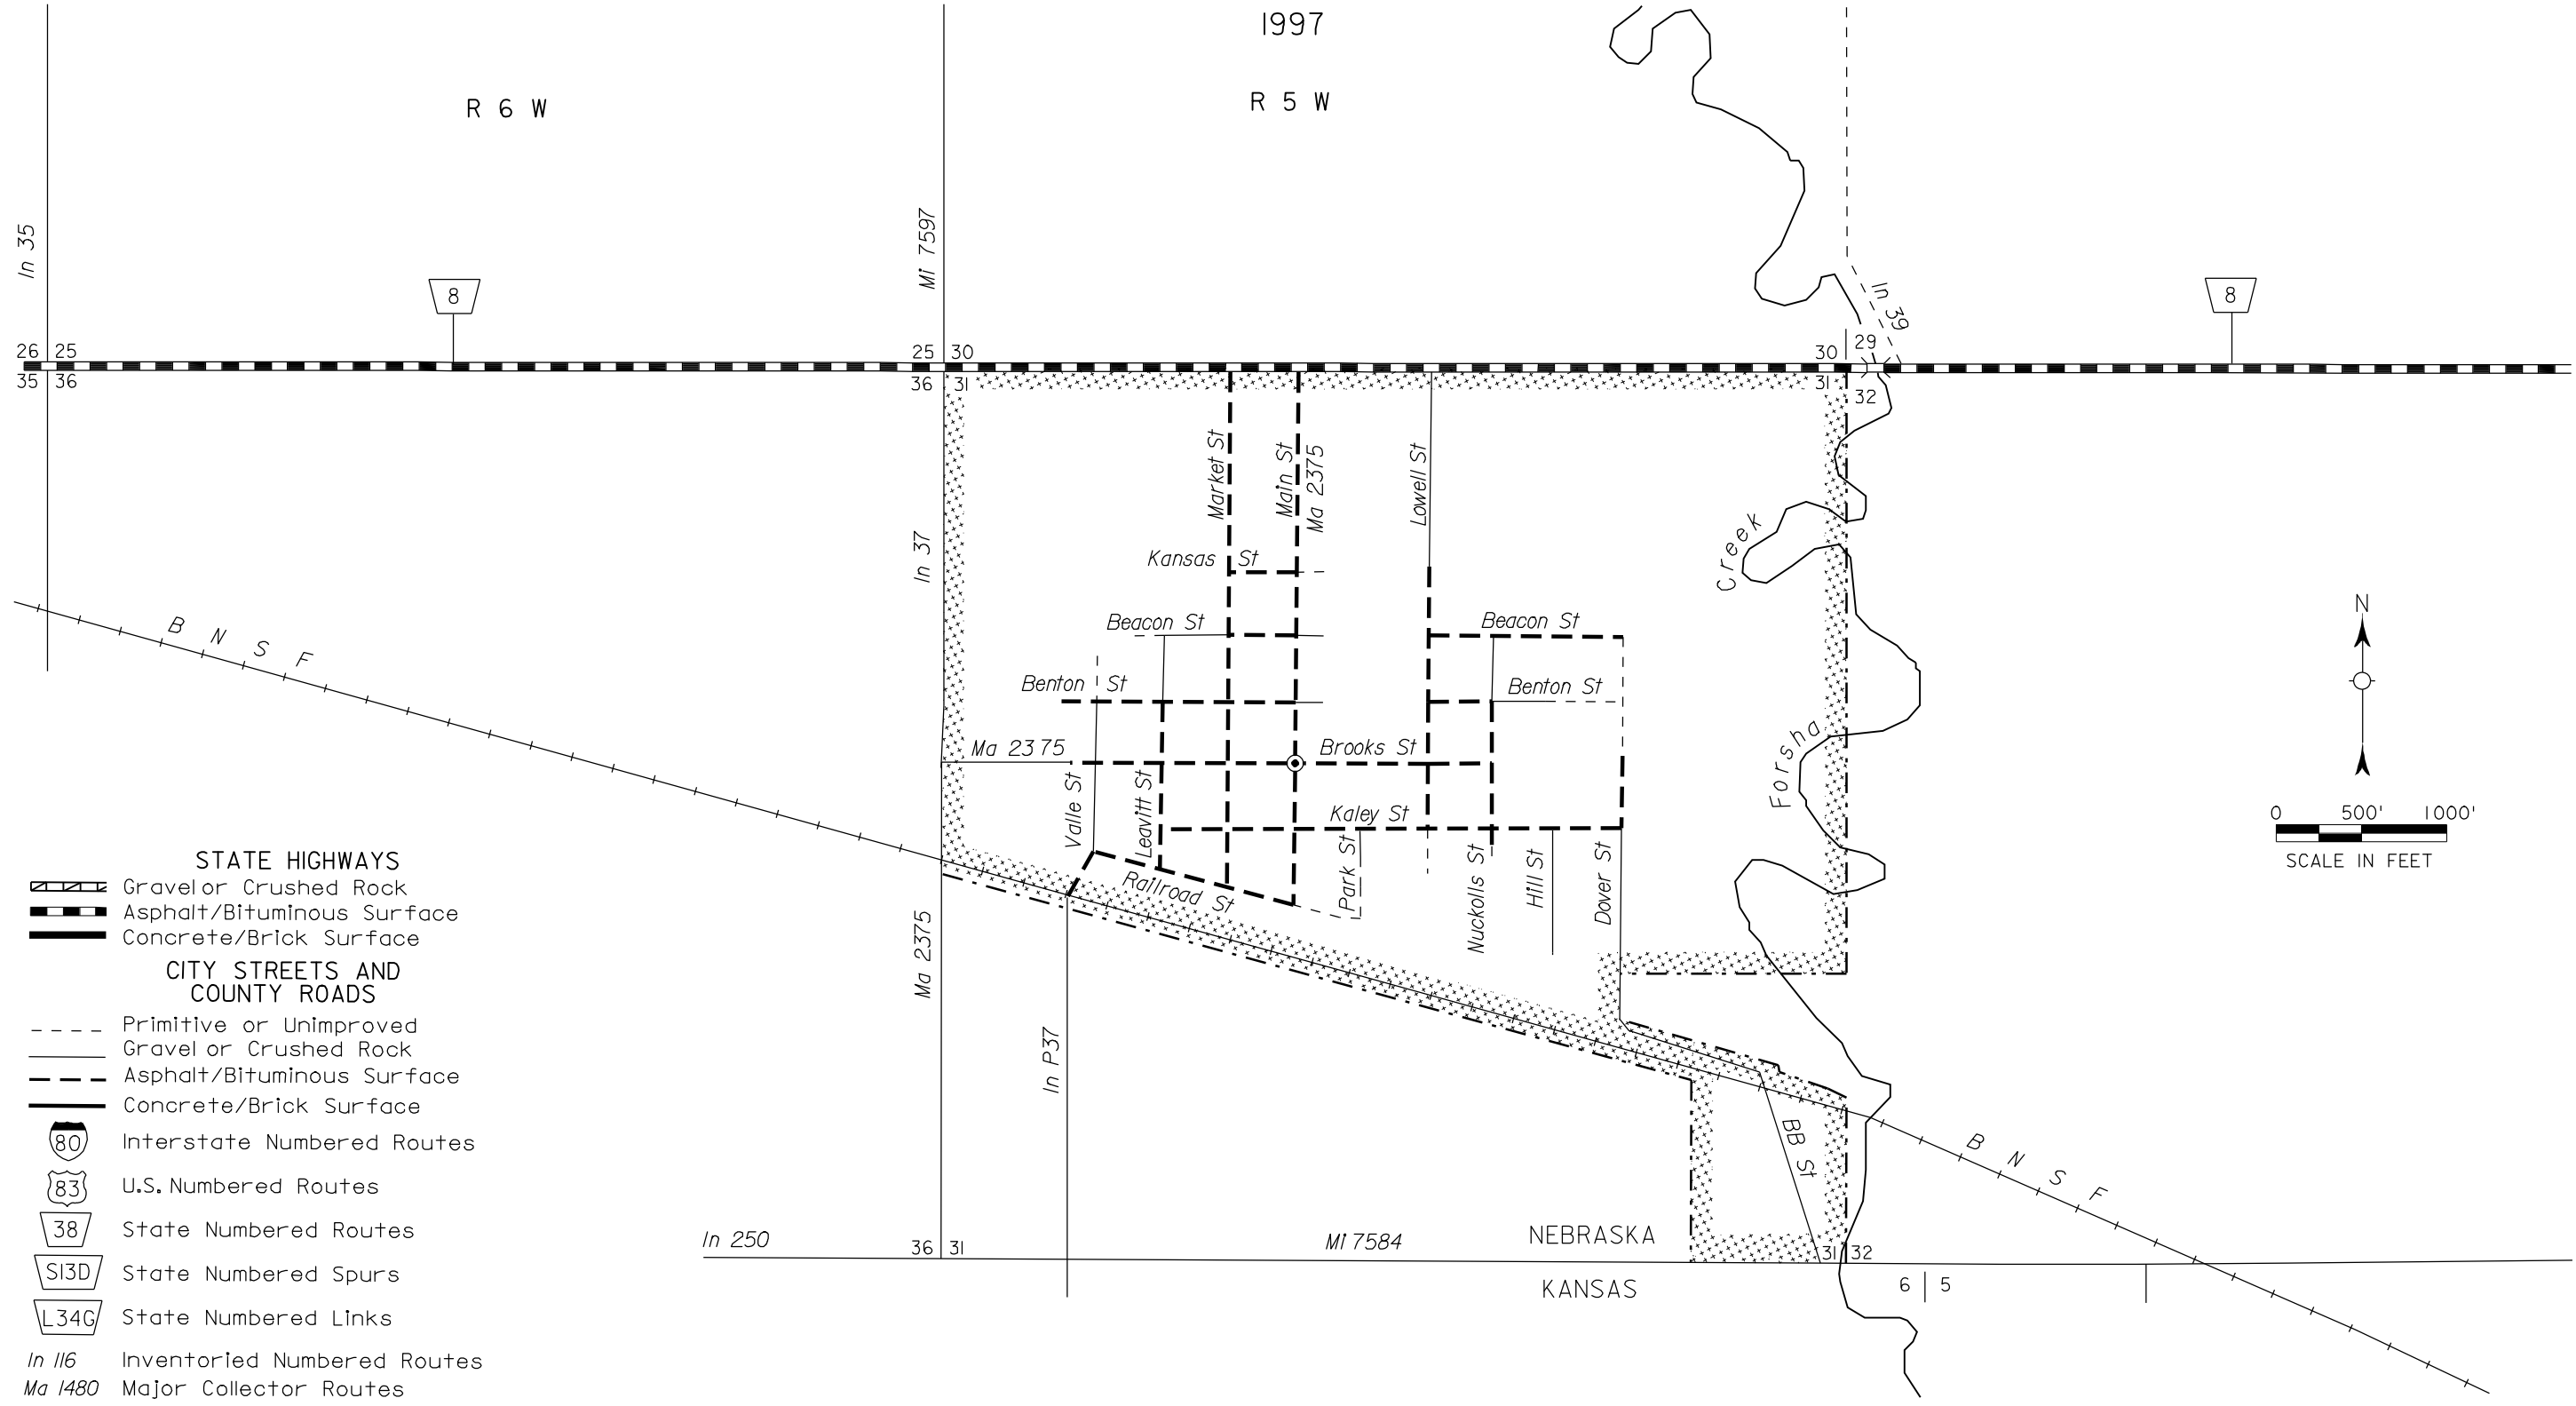 1997
R 6 W
R 5 W
In 35
Mi 7597
8
In 39
8
26 25
25 30
30 29
35 36
36 31
31 32
Market St
Main St
Ma 2375
Lowell St
In 37
Kansas St
Creek
Beacon St
Beacon St
B N S F
Benton St
Benton St
N
Ma 2375
Brooks St
Forsha
Valle St
Leavitt St
Kaley St
Park St
Nuckolls St
Hill St
Dover St
Railroad St
0 500' 1000'
SCALE IN FEET
Ma 2375
In P37
BB St
B N S F
In 250
36 31
Mi 7584
NEBRASKA
31 32
KANSAS
6 5
STATE HIGHWAYS
Gravel or Crushed Rock
Asphalt/Bituminous Surface
Concrete/Brick Surface
CITY STREETS AND
COUNTY ROADS
Primitive or Unimproved
Gravel or Crushed Rock
Asphalt/Bituminous Surface
Concrete/Brick Surface
80 Interstate Numbered Routes
83 U.S. Numbered Routes
38 State Numbered Routes
S13D State Numbered Spurs
L34G State Numbered Links
In 116 Inventoried Numbered Routes
Ma 1480 Major Collector Routes